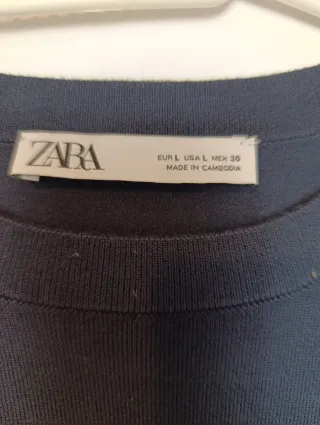 ZARA
EUR L USA L MEX 30
MADE IN CAMBODIA